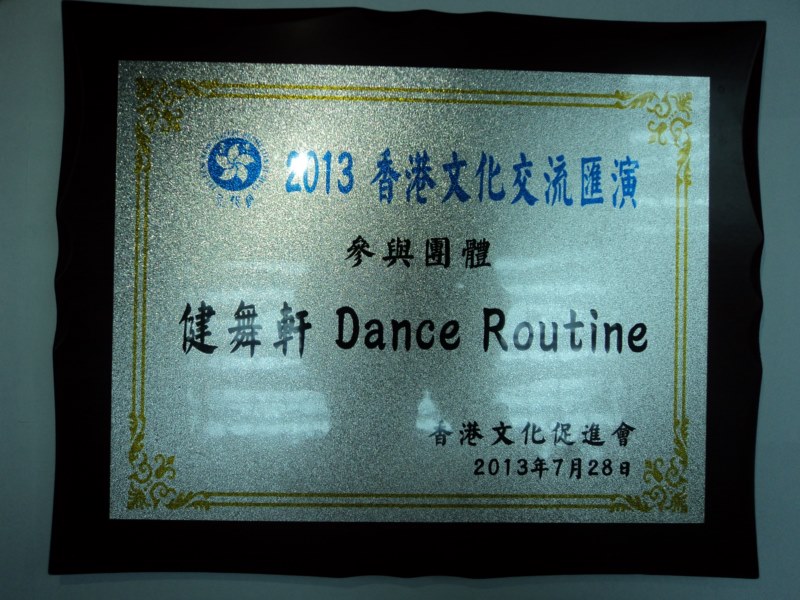 2013 香港文化交流匯演
參與團體
健舞軒 Dance Routine
香港文化促進會
2013年7月28日